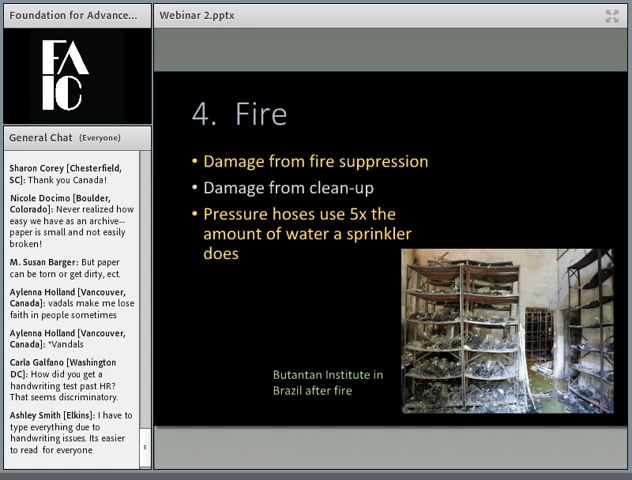 Foundation for Advance...
FA
IC
General Chat (Everyone)
Sharon Corey [Chesterfield,
SC]: Thank you Canada!
Nicole Docimo [Boulder,
Colorado]: Never realized how
easy we have as an archive--
paper is small and not easily
broken!
M. Susan Barger: But paper
can be torn or get dirty, ect.
Aylenna Holland [Vancouver,
Canada]: vadals make me lose
faith in people sometimes
Aylenna Holland [Vancouver,
Canada]: *Vandals
Carla Galfano [Washington
DC]: How did you get a
handwriting test past HR?
That seems discriminatory.
Ashley Smith [Elkins]: I have to
type everything due to
handwriting issues. Its easier
to read for everyone
Webinar 2.pptx
4. Fire
• Damage from fire suppression
• Damage from clean-up
• Pressure hoses use 5x the
amount of water a sprinkler
does
Butantan Institute in
Brazil after fire